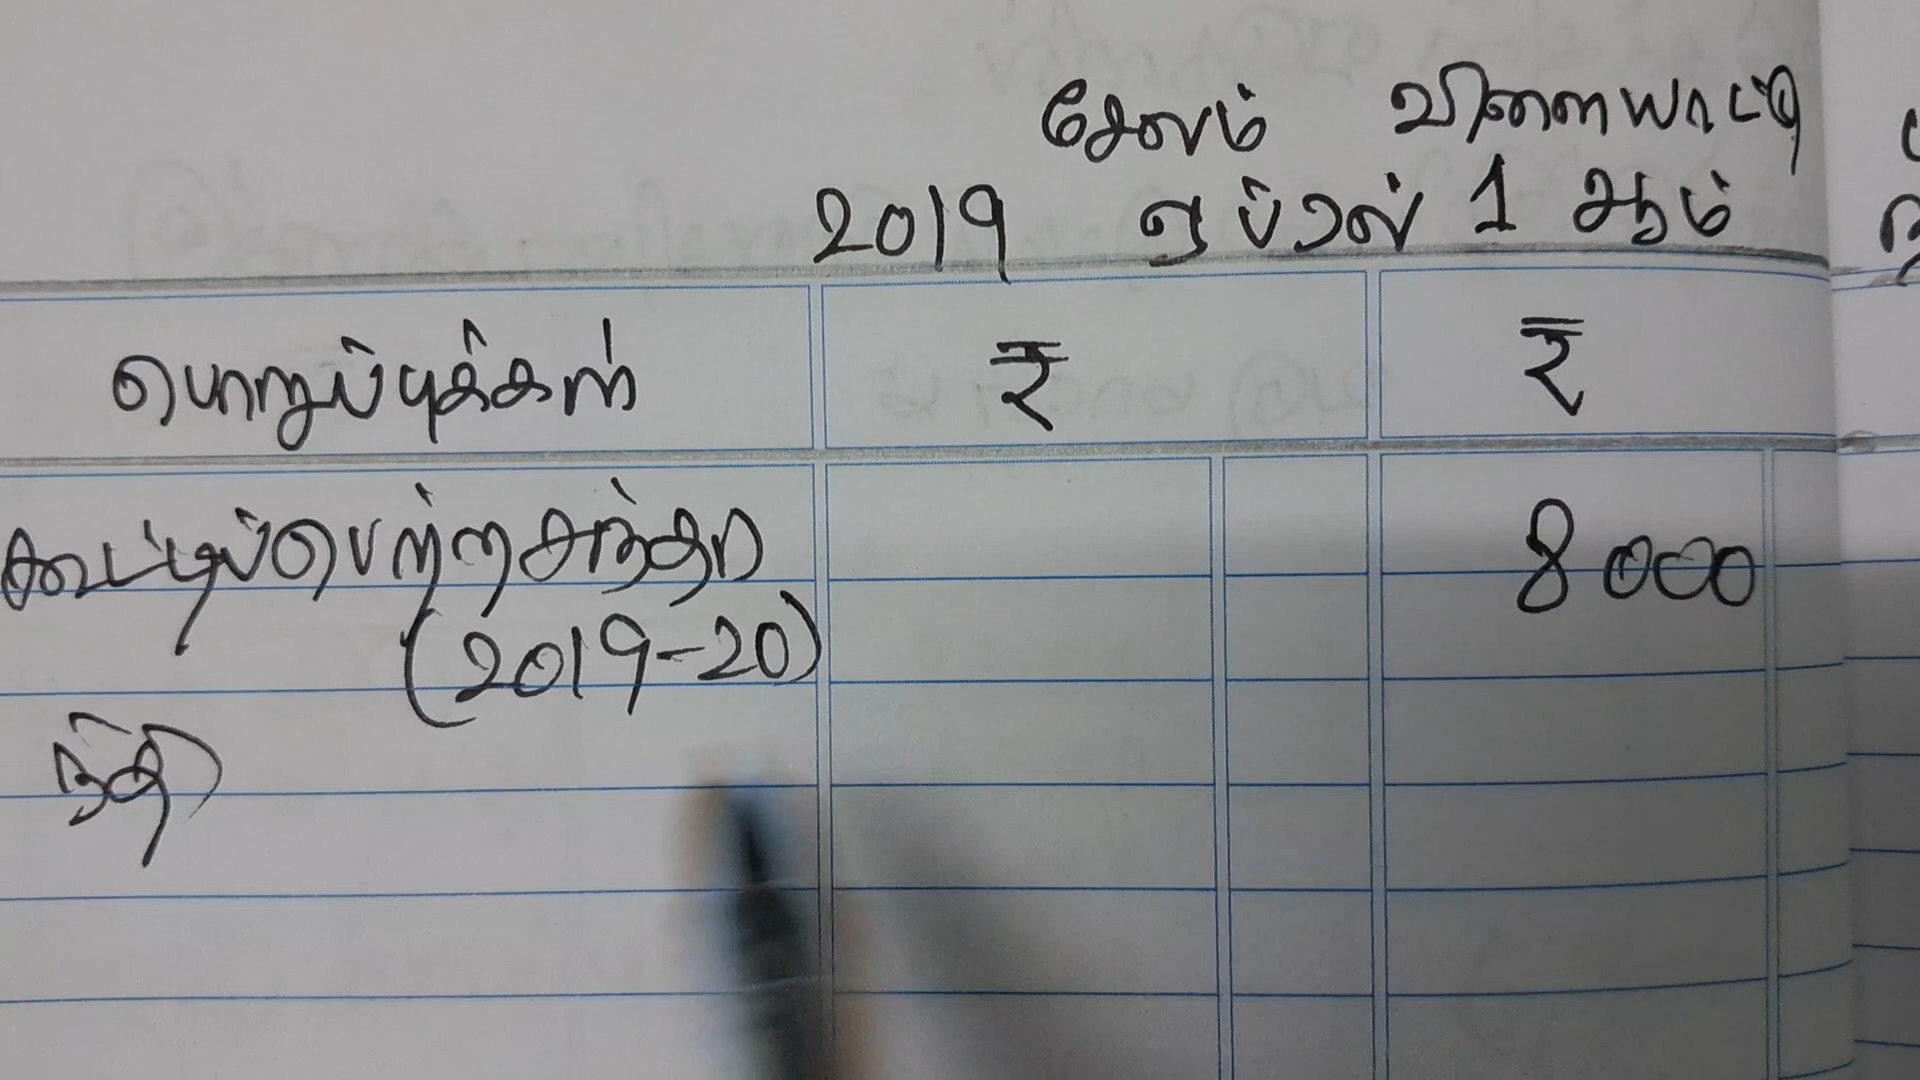 சேலம் விளையாட்டு
2019 ஏப்ரல் 1 ஆம்
பொறுப்புக்கள் ₹ ₹
கூட்டிப்பெற்ற சந்தா 8000
(2019-20)
நிதி